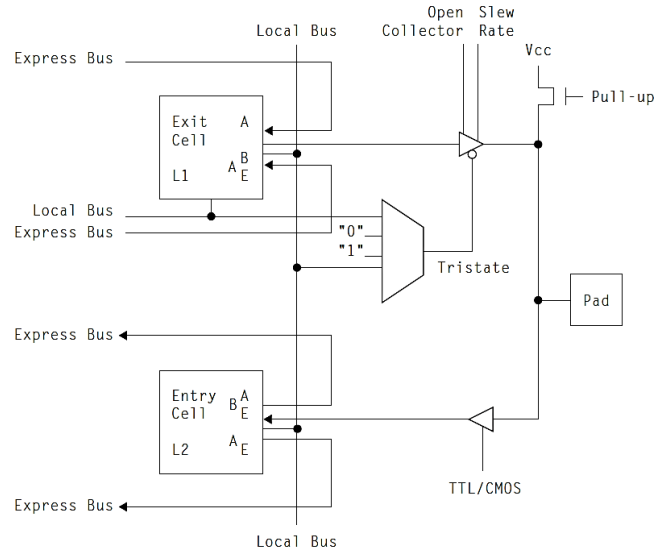 Open Slew
Local Bus Collector Rate
Express Bus
Vcc
Pull-up
Exit A
Cell
B
A
L1 E
Local Bus
Express Bus
"0"
"1"
Tristate
Pad
Express Bus
Entry A
B
Cell E
A
L2 E
TTL/CMOS
Express Bus
Local Bus